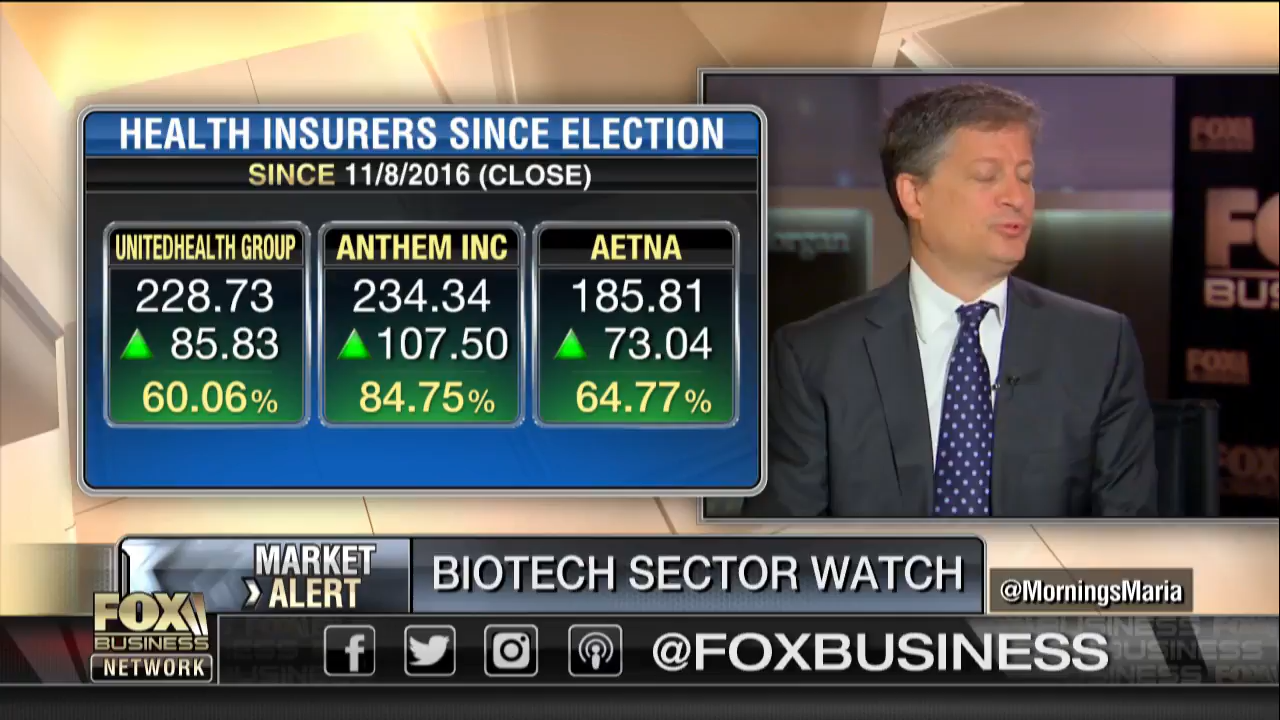 HEALTH INSURERS SINCE ELECTION
SINCE 11/8/2016 (CLOSE)
UNITEDHEALTH GROUP
228.73
▲ 85.83
60.06%
ANTHEM INC
234.34
▲ 107.50
84.75%
AETNA
185.81
▲ 73.04
64.77%
MARKET
ALERT
BIOTECH SECTOR WATCH
@MorningsMaria
FOX
BUSINESS
NETWORK
@FOXBUSINESS